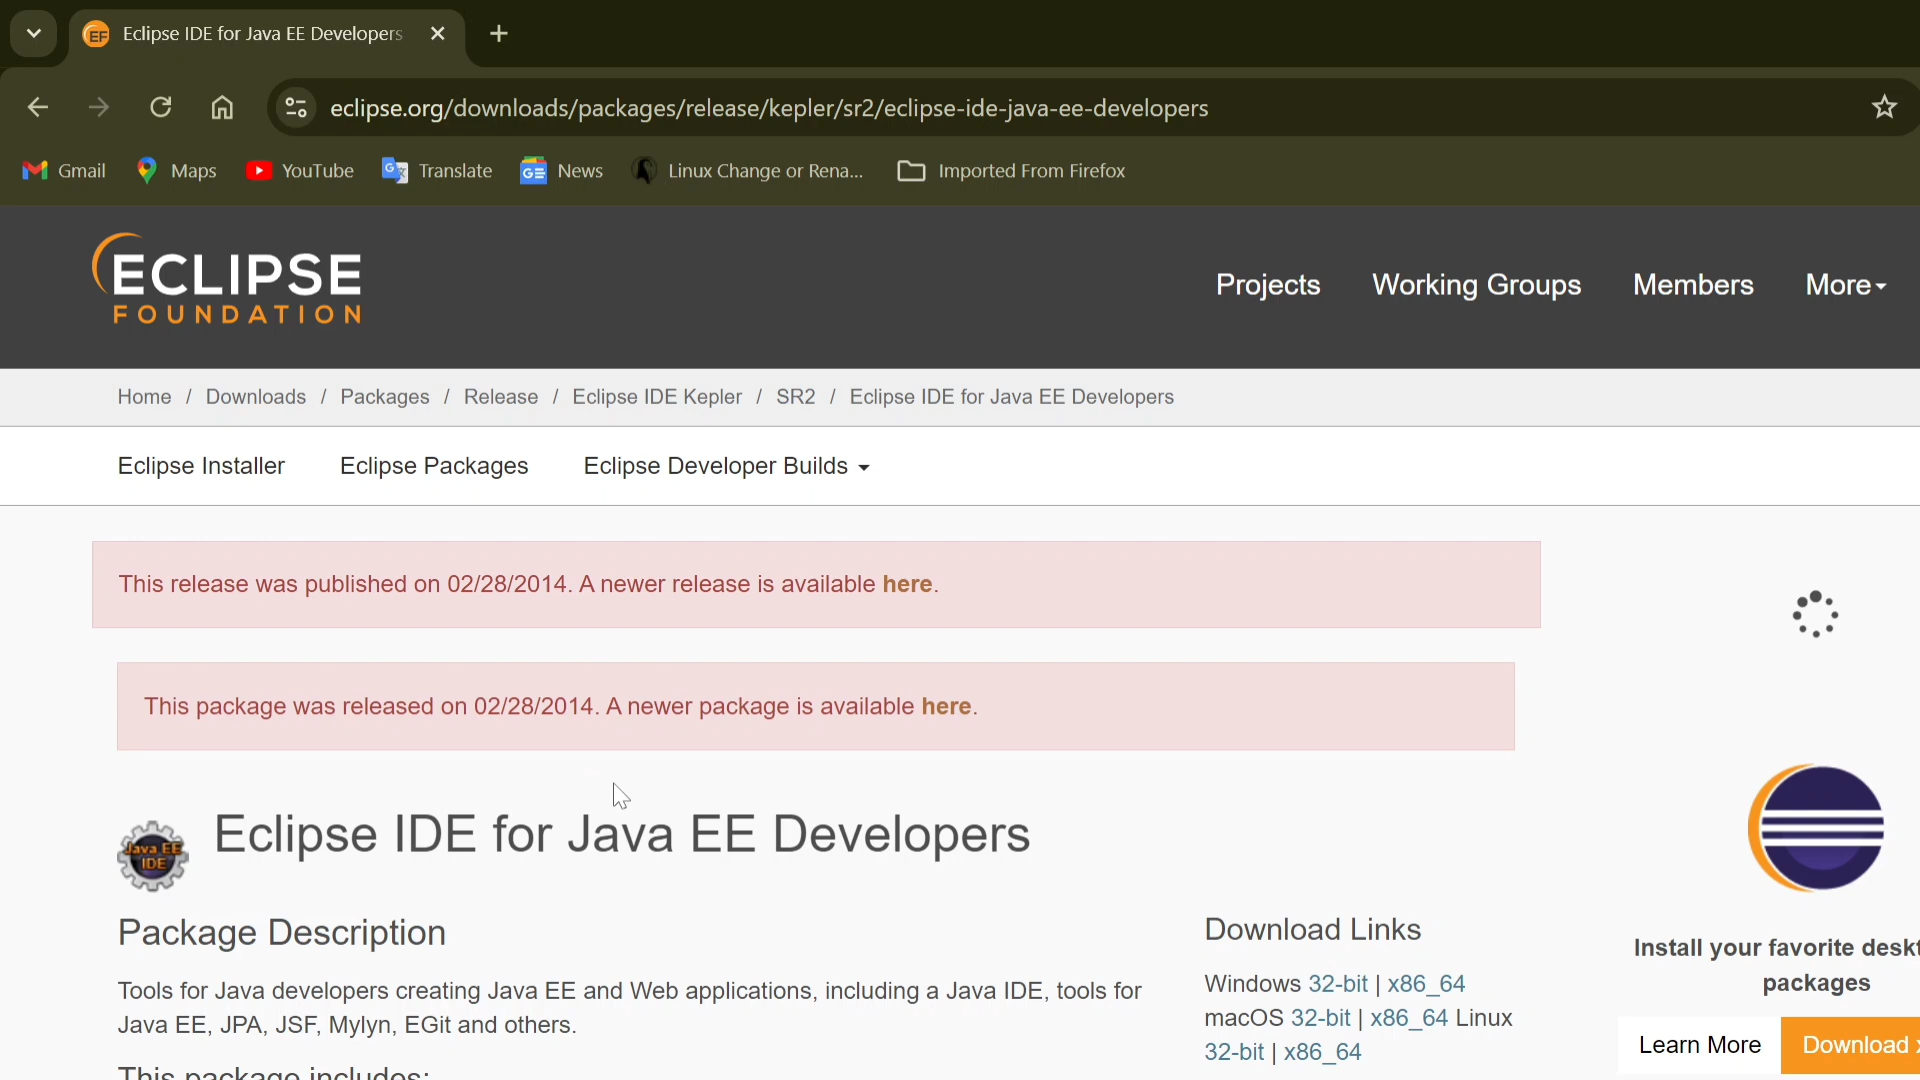 Eclipse IDE for Java EE Developers
eclipse.org/downloads/packages/release/kepler/sr2/eclipse-ide-java-ee-developers
Gmail Maps YouTube Translate News Linux Change or Rena... Imported From Firefox
ECLIPSE
FOUNDATION
Projects Working Groups Members More
Home / Downloads / Packages / Release / Eclipse IDE Kepler / SR2 / Eclipse IDE for Java EE Developers
Eclipse Installer Eclipse Packages Eclipse Developer Builds
This release was published on 02/28/2014. A newer release is available here.
This package was released on 02/28/2014. A newer package is available here.
Java EE
IDE
Eclipse IDE for Java EE Developers
Package Description
Tools for Java developers creating Java EE and Web applications, including a Java IDE, tools for
Java EE, JPA, JSF, Mylyn, EGit and others.
This package includes:
Download Links
Windows 32-bit | x86_64
macOS 32-bit | x86_64 Linux
32-bit | x86_64
Install your favorite deskt
packages
Learn More Download